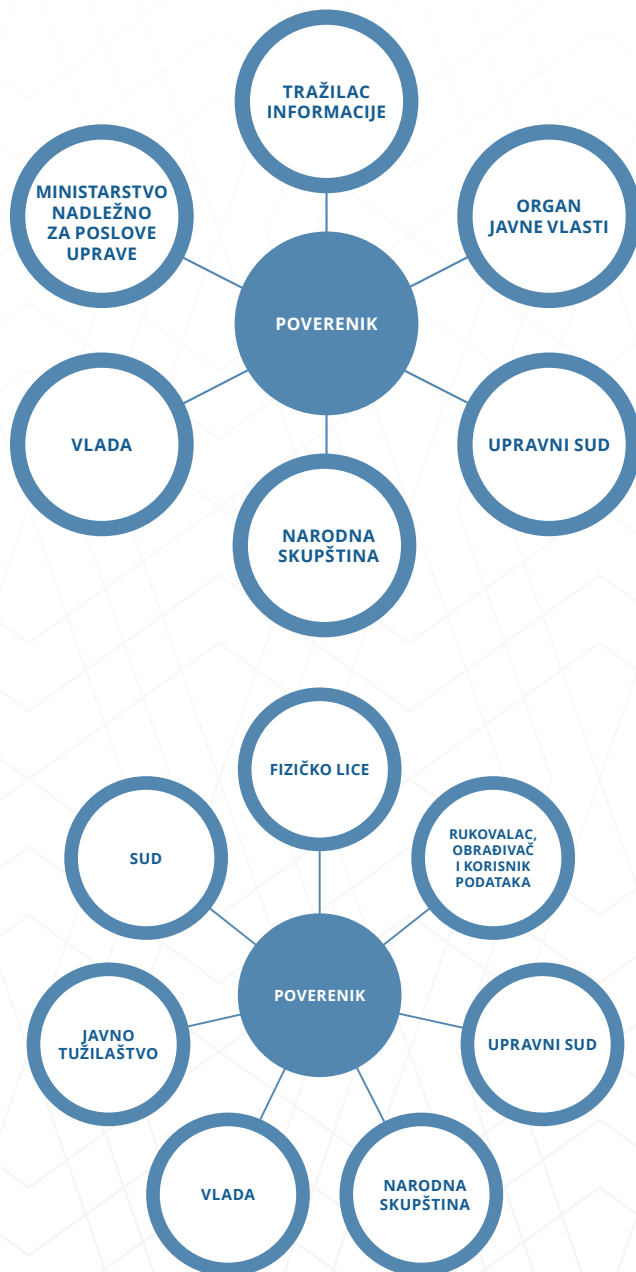 TRAŽILAC
INFORMACIJE
MINISTARSTVO
NADLEŽNO
ZA POSLOVE
UPRAVE
ORGAN
JAVNE VLASTI
POVERENIK
VLADA
UPRAVNI SUD
NARODNA
SKUPŠTINA
FIZIČKO LICE
SUD
RUKOVALAC,
OBRAĐIVAČ
I KORISNIK
PODATAKA
POVERENIK
JAVNO
TUŽILAŠTVO
UPRAVNI SUD
VLADA
NARODNA
SKUPŠTINA